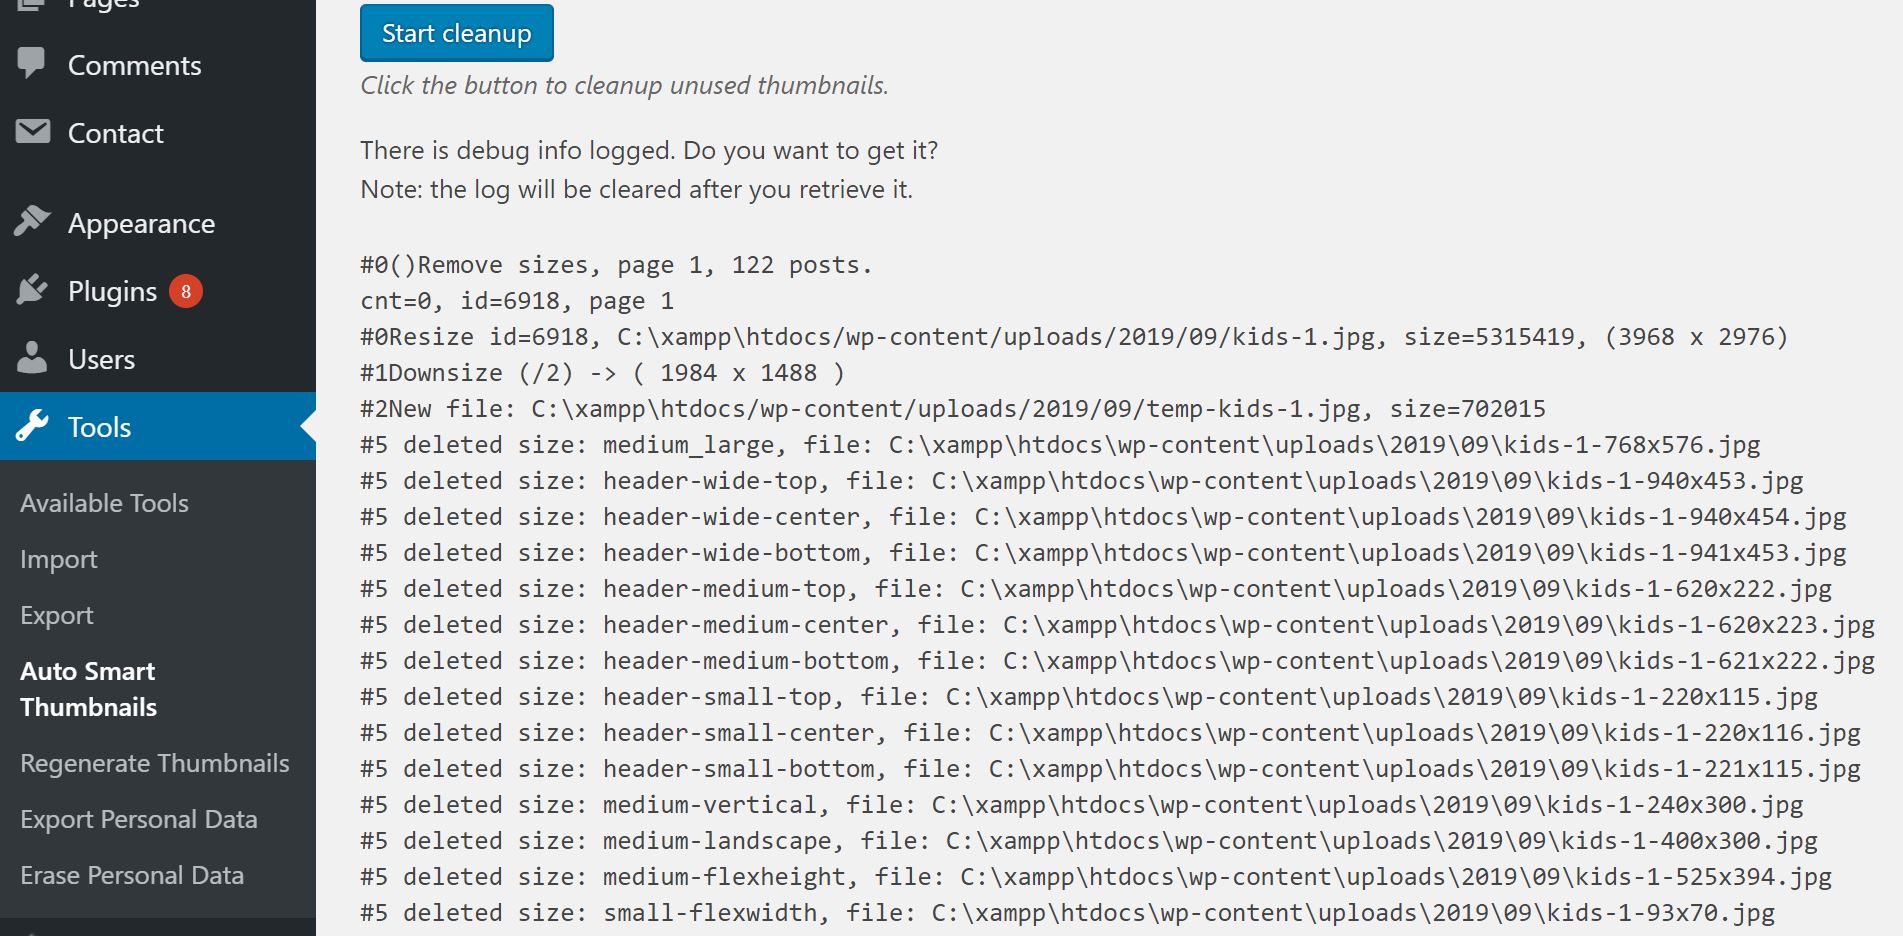 Pages
Comments
Contact
Appearance
Plugins 8
Users
Tools
Available Tools
Import
Export
Auto Smart
Thumbnails
Regenerate Thumbnails
Export Personal Data
Erase Personal Data
Start cleanup
Click the button to cleanup unused thumbnails.
There is debug info logged. Do you want to get it?
Note: the log will be cleared after you retrieve it.
#0()Remove sizes, page 1, 122 posts.
cnt=0, id=6918, page 1
#0Resize id=6918, C:\xampp\htdocs/wp-content/uploads/2019/09/kids-1.jpg, size=5315419, (3968 x 2976)
#1Downsize (/2) -> ( 1984 x 1488 )
#2New file: C:\xampp\htdocs/wp-content/uploads/2019/09/temp-kids-1.jpg, size=702015
#5 deleted size: medium_large, file: C:\xampp\htdocs\wp-content\uploads\2019\09\kids-1-768x576.jpg
#5 deleted size: header-wide-top, file: C:\xampp\htdocs\wp-content\uploads\2019\09\kids-1-940x453.jpg
#5 deleted size: header-wide-center, file: C:\xampp\htdocs\wp-content\uploads\2019\09\kids-1-940x454.jpg
#5 deleted size: header-wide-bottom, file: C:\xampp\htdocs\wp-content\uploads\2019\09\kids-1-941x453.jpg
#5 deleted size: header-medium-top, file: C:\xampp\htdocs\wp-content\uploads\2019\09\kids-1-620x222.jpg
#5 deleted size: header-medium-center, file: C:\xampp\htdocs\wp-content\uploads\2019\09\kids-1-620x223.jpg
#5 deleted size: header-medium-bottom, file: C:\xampp\htdocs\wp-content\uploads\2019\09\kids-1-621x222.jpg
#5 deleted size: header-small-top, file: C:\xampp\htdocs\wp-content\uploads\2019\09\kids-1-220x115.jpg
#5 deleted size: header-small-center, file: C:\xampp\htdocs\wp-content\uploads\2019\09\kids-1-220x116.jpg
#5 deleted size: header-small-bottom, file: C:\xampp\htdocs\wp-content\uploads\2019\09\kids-1-221x115.jpg
#5 deleted size: medium-vertical, file: C:\xampp\htdocs\wp-content\uploads\2019\09\kids-1-240x300.jpg
#5 deleted size: medium-landscape, file: C:\xampp\htdocs\wp-content\uploads\2019\09\kids-1-400x300.jpg
#5 deleted size: medium-flexheight, file: C:\xampp\htdocs\wp-content\uploads\2019\09\kids-1-525x394.jpg
#5 deleted size: small-flexwidth, file: C:\xampp\htdocs\wp-content\uploads\2019\09\kids-1-93x70.jpg